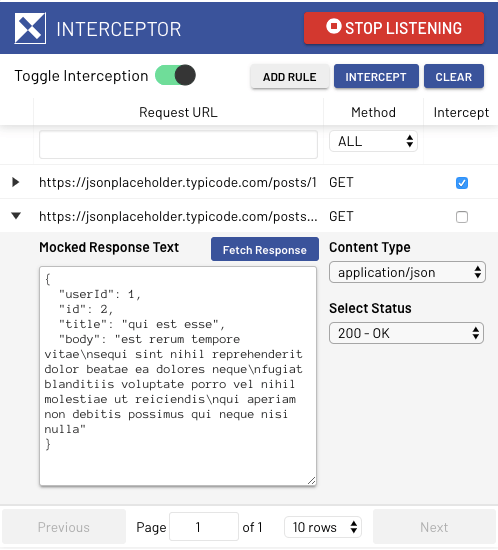 INTERCEPTOR
STOP LISTENING
Toggle Interception
ADD RULE
INTERCEPT
CLEAR
Request URL
Method
Intercept
ALL
https://jsonplaceholder.typicode.com/posts/1 GET
https://jsonplaceholder.typicode.com/posts... GET
Mocked Response Text
Fetch Response
{
"userId": 1,
"id": 2,
"title": "qui est esse",
"body": "est rerum tempore
vitae\nsequi sint nihil reprehenderit
dolor beatae ea dolores neque\nfugiat
blanditiis voluptate porro vel nihil
molestiae ut reiciendis\nqui aperiam
non debitis possimus qui neque nisi
nulla"
}
Content Type
application/json
Select Status
200 - OK
Previous
Page 1 of 1
10 rows
Next